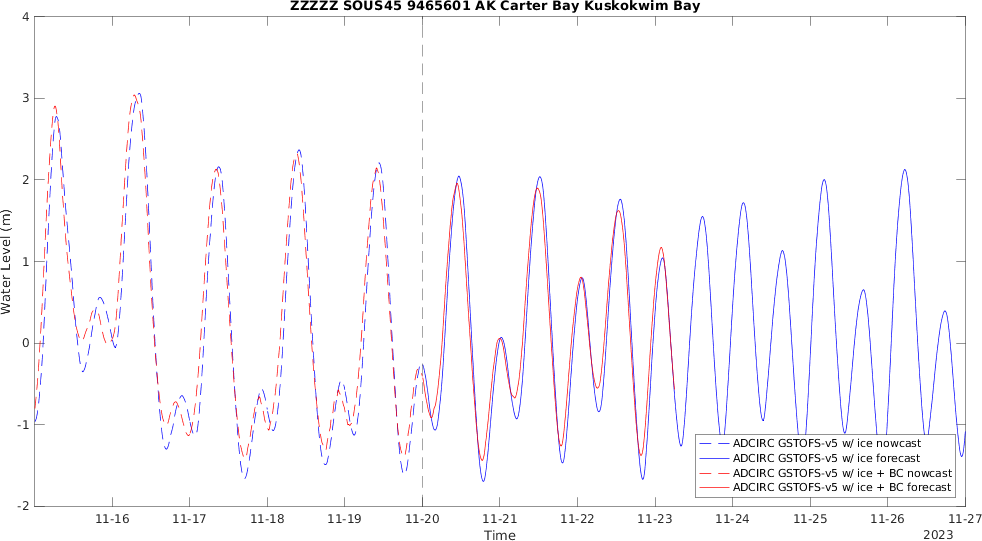 ZZZZZ SOUS45 9465601 AK Carter Bay Kuskokwim Bay
4
3
2
1
0
-1
-2
Water Level (m)
11-16
11-17
11-18
11-19
11-20
11-21
11-22
11-23
11-24
11-25
11-26
11-27
Time
2023
ADCIRC GSTOFS-v5 w/ ice nowcast
ADCIRC GSTOFS-v5 w/ ice forecast
ADCIRC GSTOFS-v5 w/ ice + BC nowcast
ADCIRC GSTOFS-v5 w/ ice + BC forecast